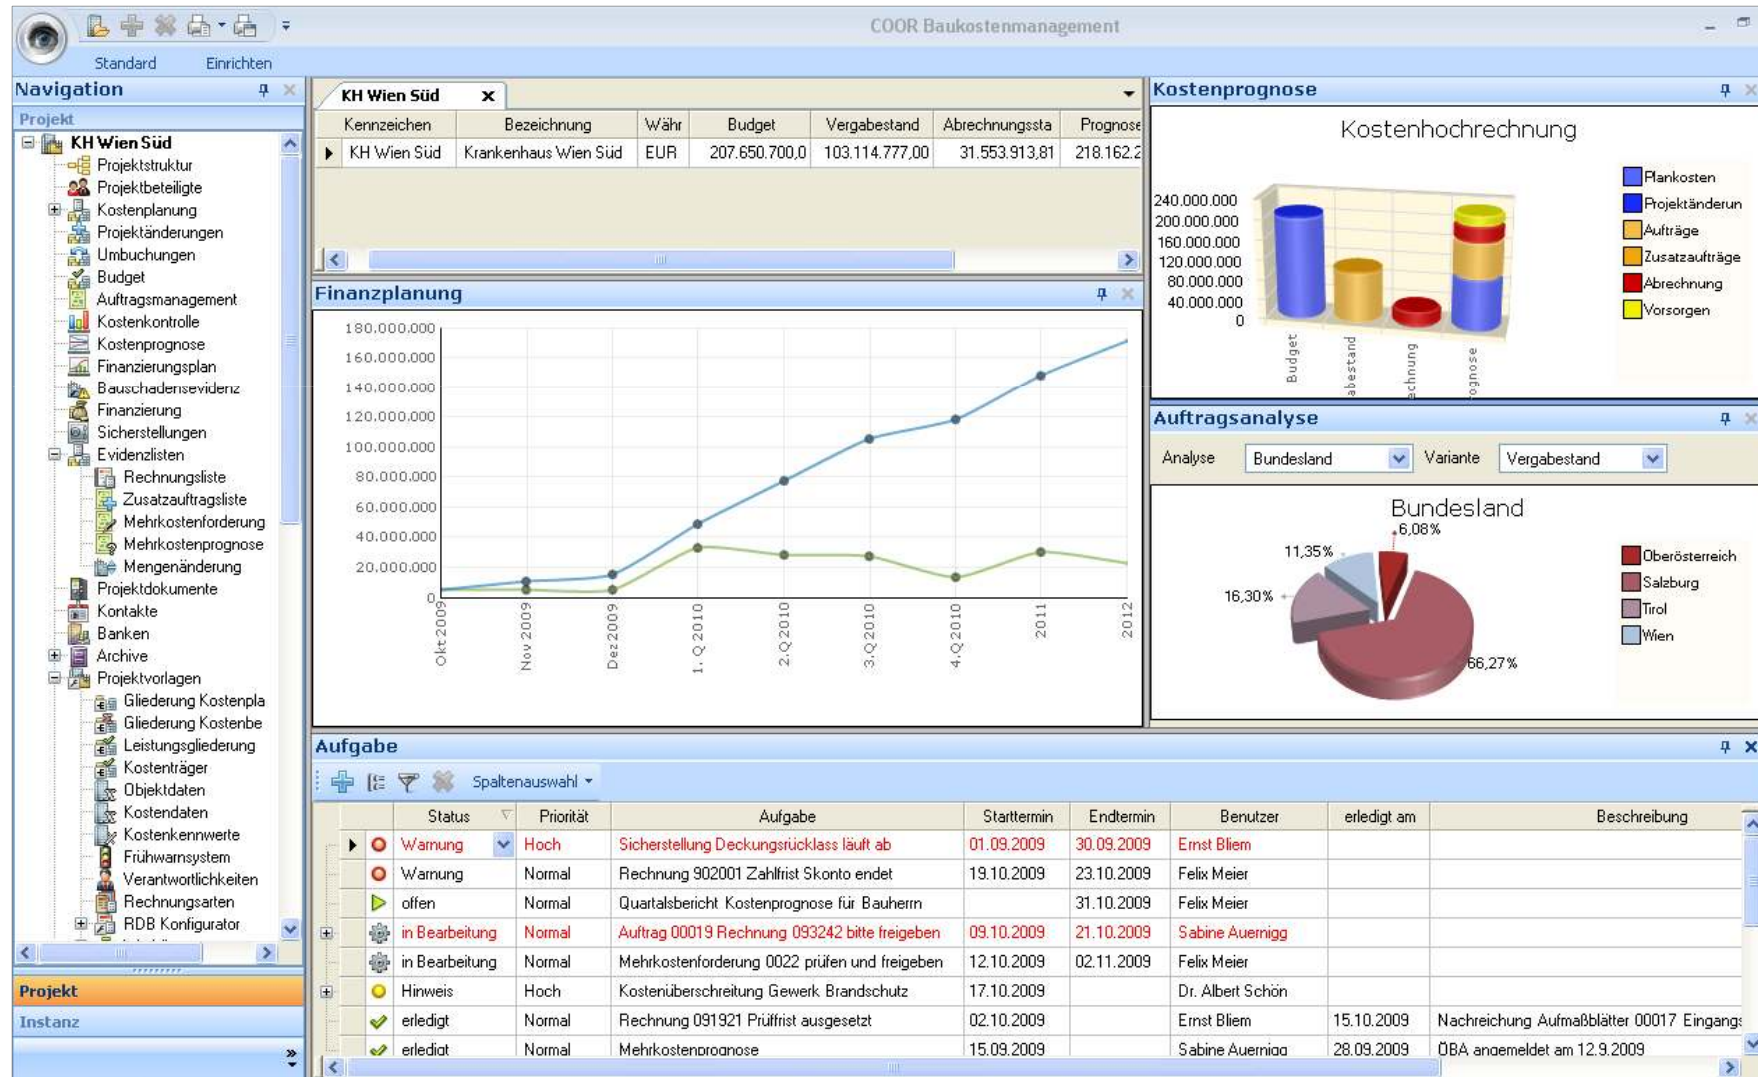 COOR Baukostenmanagement
Standard Einrichten
Navigation
Projekt
KH Wien Süd
Projektstruktur
Projektbeteiligte
Kostenplanung
Projektänderungen
Umbuchungen
Budget
Auftragsmanagement
Kostenkontrolle
Kostenprognose
Finanzierungsplan
Bauschadensevidenz
Finanzierung
Sicherstellungen
Evidenzlisten
Rechnungsliste
Zusatzauftragsliste
Mehrkostenforderung
Mehrkostenprognose
Mengenänderung
Projektdokumente
Kontakte
Banken
Archive
Projektvorlagen
Gliederung Kostenpla
Gliederung Kostenbe
Leistungsgliederung
Kostenträger
Objektdaten
Kostendaten
Kostenkennwerte
Frühwarnsystem
Verantwortlichkeiten
Rechnungsarten
RDB Konfigurator
Projekt
Instanz
KH Wien Süd
Kennzeichen Bezeichnung Währ Budget Vergabestand Abrechnungssta Prognose
KH Wien Süd Krankenhaus Wien Süd EUR 207.650.700,0 103.114.777,00 31.553.913,81 218.162.2
Finanzplanung
180.000.000
160.000.000
140.000.000
120.000.000
100.000.000
80.000.000
60.000.000
40.000.000
20.000.000
0
Okt 2009 Nov 2009 Dez 2009 1. Q 2010 2.Q 2010 3.Q 2010 4.Q 2010 2011 2012
Kostenprognose
Kostenhochrechnung
240.000.000
200.000.000
160.000.000
120.000.000
80.000.000
40.000.000
0
Budget abestand echnung ognose
Plankosten
Projektänderun
Aufträge
Zusatzaufträge
Abrechnung
Vorsorgen
Auftragsanalyse
Analyse Bundesland Variante Vergabestand
Bundesland
6,08%
11,35%
16,30%
66,27%
Oberösterreich
Salzburg
Tirol
Wien
Aufgabe
Spaltenauswahl
Status Priorität Aufgabe Starttermin Endtermin Benutzer erledigt am Beschreibung
Warnung Hoch Sicherstellung Deckungsrücklass läuft ab 01.09.2009 30.09.2009 Ernst Bliem
Warnung Normal Rechnung 902001 Zahlfrist Skonto endet 19.10.2009 23.10.2009 Felix Meier
offen Normal Quartalsbericht Kostenprognose für Bauherrn 31.10.2009 Felix Meier
in Bearbeitung Normal Auftrag 00019 Rechnung 093242 bitte freigeben 09.10.2009 21.10.2009 Sabine Auernigg
in Bearbeitung Normal Mehrkostenforderung 0022 prüfen und freigeben 12.10.2009 02.11.2009 Felix Meier
Hinweis Hoch Kostenüberschreitung Gewerk Brandschutz 17.10.2009 Dr. Albert Schön
erledigt Normal Rechnung 091921 Prüffrist ausgesetzt 02.10.2009 Ernst Bliem 15.10.2009 Nachreichung Aufmaßblätter 00017 Eingangs
erledigt Normal Mehrkostenprognose 15.09.2009 Sabine Auernigg 28.09.2009 ÖBA angemeldet am 12.9.2009